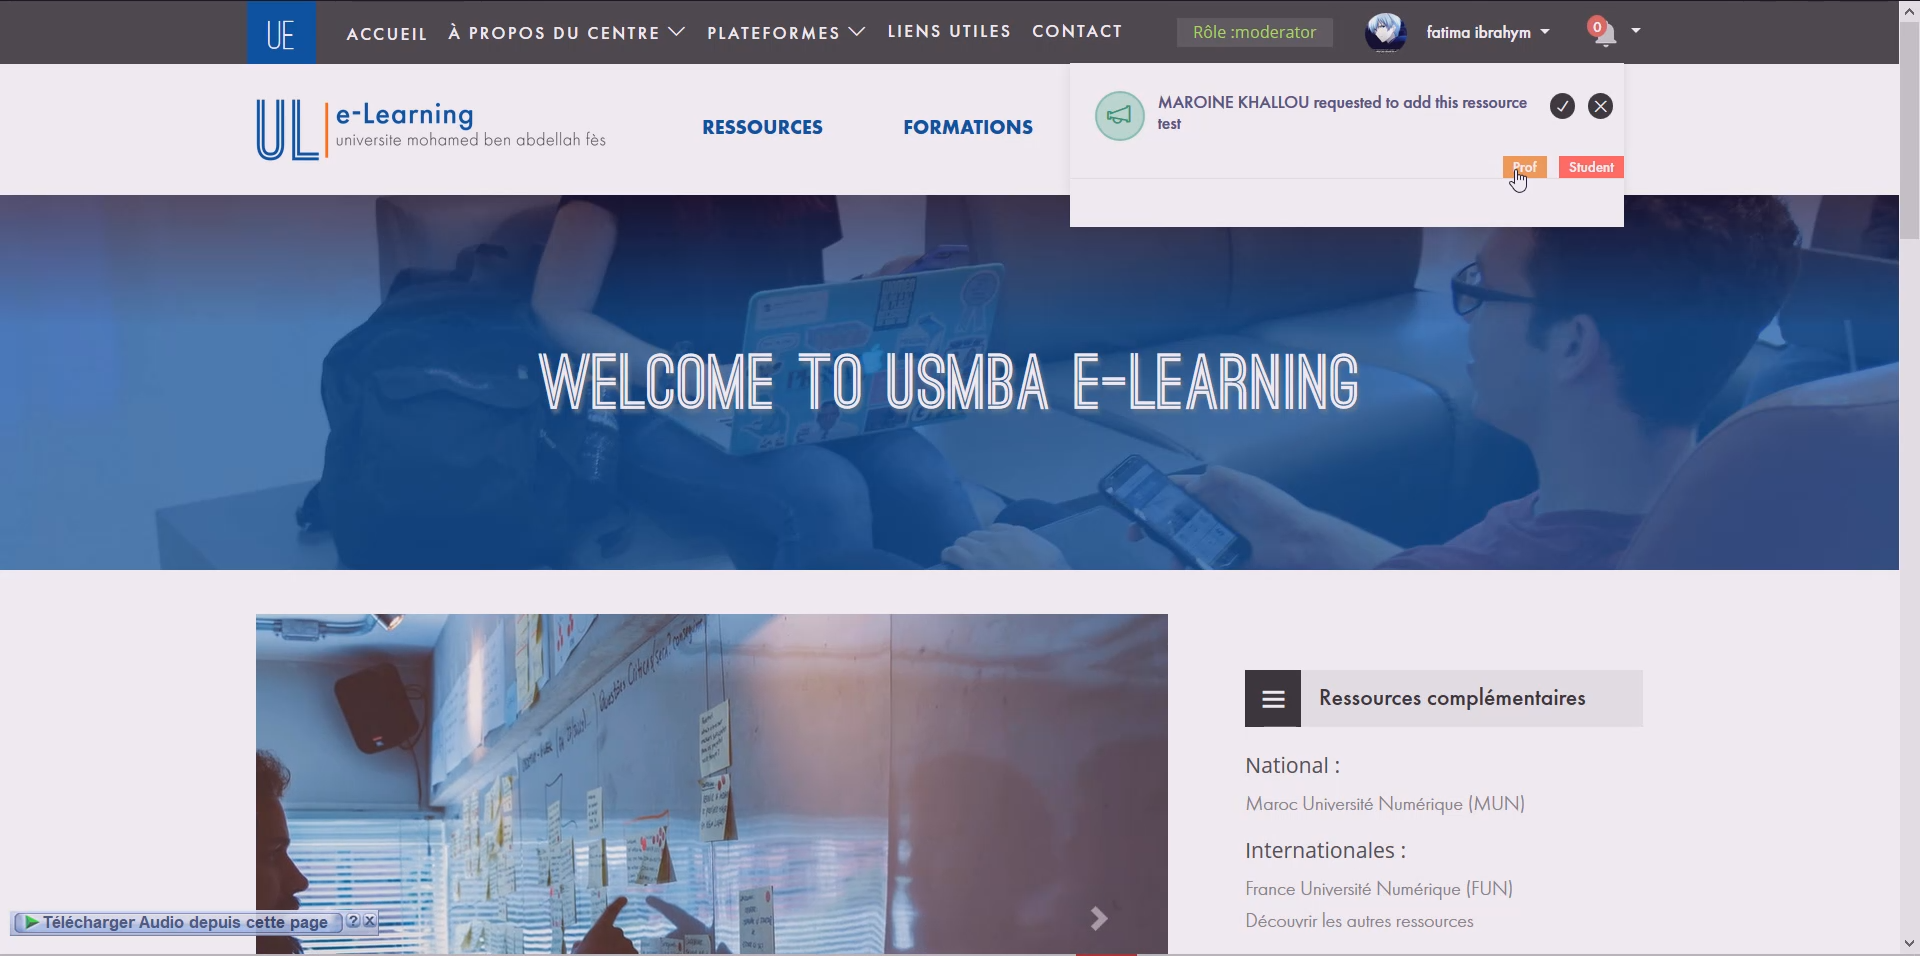 UE
ACCUEIL
À PROPOS DU CENTRE
PLATEFORMES
LIENS UTILES
CONTACT
Rôle :moderator
fatima ibrahym
0
UL
e-Learning
universite mohamed ben abdellah fès
RESSOURCES
FORMATIONS
MAROINE KHALLOU requested to add this ressource
test
Prof
Student
WELCOME TO USMBA E-LEARNING
Ressources complémentaires
National :
Maroc Université Numérique (MUN)
Internationales :
France Université Numérique (FUN)
Découvrir les autres ressources
Télécharger Audio depuis cette page